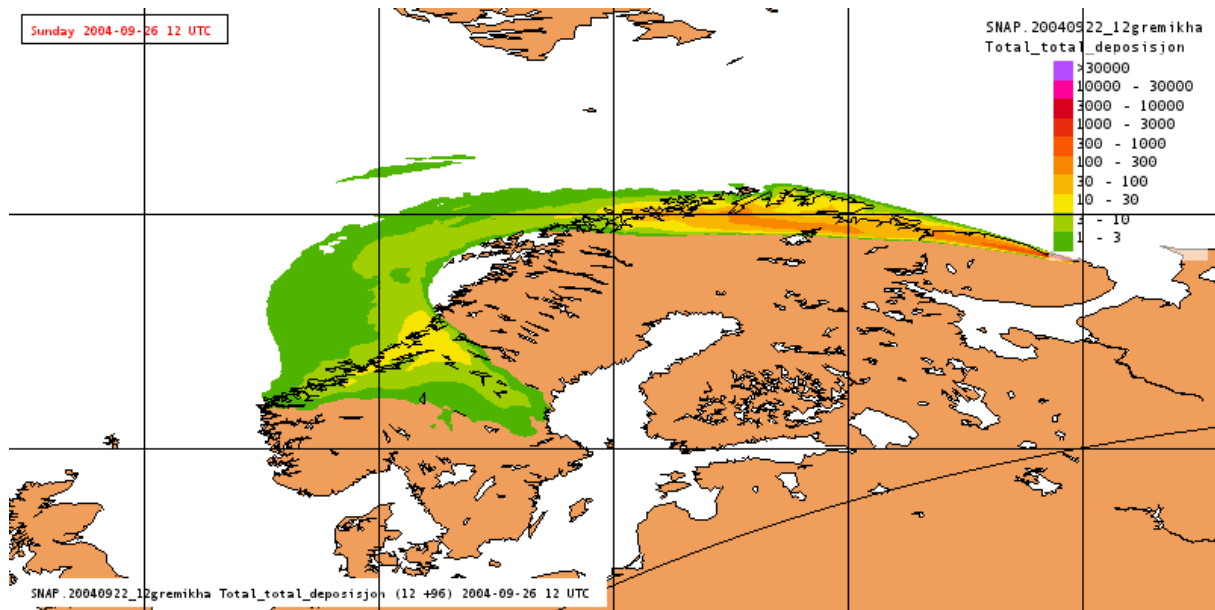 Sunday 2004-09-26 12 UTC
SNAP.20040922_12gremikha
Total_total_deposisjon
>30000
10000 - 30000
3000 - 10000
1000 - 3000
300 - 1000
100 - 300
30 - 100
10 - 30
3 - 10
1 - 3
SNAP.20040922_12gremikha Total_total_deposisjon (12 +96) 2004-09-26 12 UTC